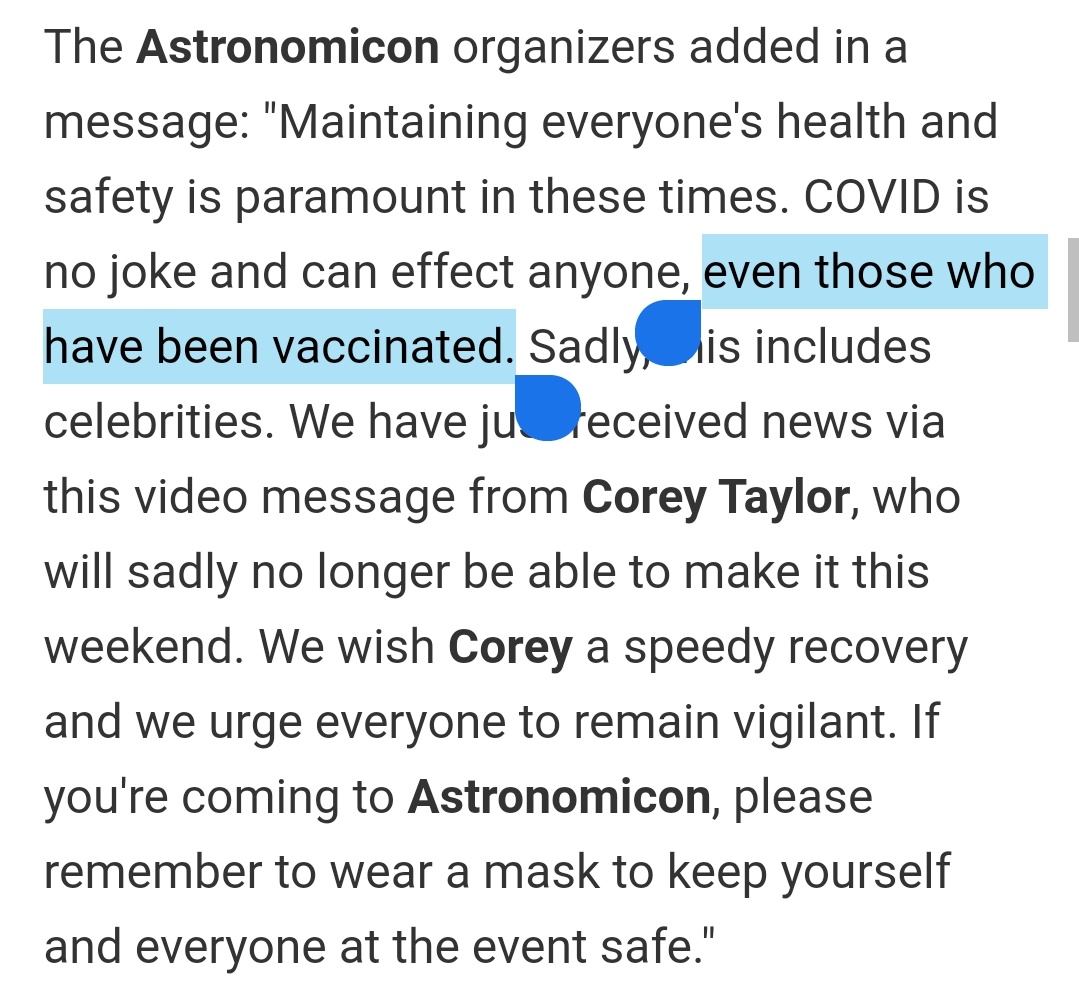 The Astronomicon organizers added in a
message: "Maintaining everyone's health and
safety is paramount in these times. COVID is
no joke and can effect anyone, even those who
have been vaccinated. Sadly, his includes
celebrities. We have jus received news via
this video message from Corey Taylor, who
will sadly no longer be able to make it this
weekend. We wish Corey a speedy recovery
and we urge everyone to remain vigilant. If
you're coming to Astronomicon, please
remember to wear a mask to keep yourself
and everyone at the event safe."